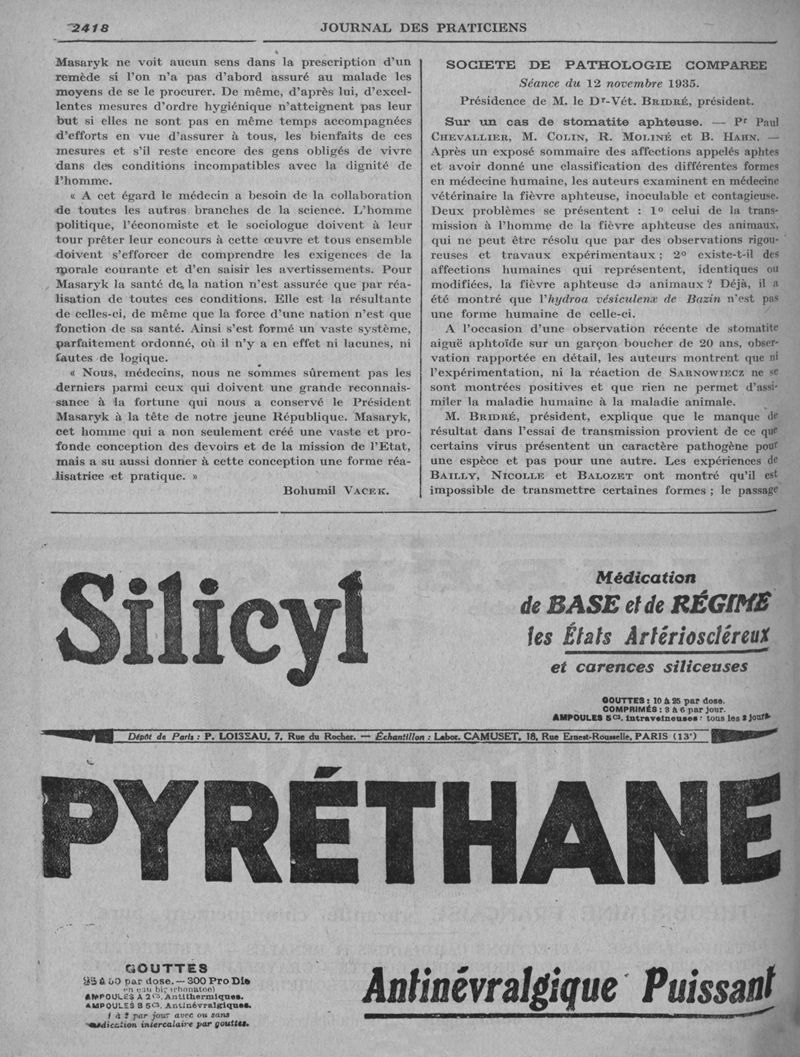 2418
JOURNAL DES PRATICIENS
Masaryk ne voit aucun sens dans la prescription d'un
remède si l'on n'a pas d'abord assuré au malade les
moyens de se le procurer. De même, d'après lui, d'excel-
lentes mesures d'ordre hygiénique n'atteignent pas leur
but si elles ne sont pas en même temps accompagnées
d'efforts en vue d'assurer à tous, les bienfaits de ces
mesures et s'il reste encore des gens obligés de vivre
dans des conditions incompatibles avec la dignité de
l'homme.
« A cet égard le médecin a besoin de la collaboration
de toutes les autres branches de la science. L'homme
politique, l'économiste et le sociologue doivent à leur
tour prêter leur concours à cette œuvre et tous ensemble
doivent s'efforcer de comprendre les exigences de la
morale courante et d'en saisir les avertissements. Pour
Masaryk la santé de la nation n'est assurée que par réa-
lisation de toutes ces conditions. Elle est la résultante
de celles-ci, de même que la force d'une nation n'est que
fonction de sa santé. Ainsi s'est formé un vaste système,
parfaitement ordonné, où il n'y a en effet ni lacunes, ni
fautes de logique.
« Nous, médecins, nous ne sommes sûrement pas les
derniers parmi ceux qui doivent une grande reconnais-
sance à la fortune qui nous a conservé le Président
Masaryk à la tête de notre jeune République. Masaryk,
cet homme qui a non seulement créé une vaste et pro-
fonde conception des devoirs et de la mission de l'Etat,
mais a su aussi donner à cette conception une forme réa-
lisatrice et pratique. »
Bohumil VACEK.
SOCIETE DE PATHOLOGIE COMPAREE
Séance du 12 novembre 1935.
Présidence de M. le Dr-Vét. BRIDRÉ, président.
Sur un cas de stomatite aphteuse. — Pr Paul
CHEVALLIER, M. COLIN, R. MOLINÉ et B. HAHN. —
Après un exposé sommaire des affections appelés aphtes
et avoir donné une classification des différentes formes
en médecine humaine, les auteurs examinent en médecine
vétérinaire la fièvre aphteuse, inoculable et contagieuse.
Deux problèmes se présentent : 1o celui de la trans-
mission à l'homme de la fièvre aphteuse des animaux,
qui ne peut être résolu que par des observations rigou-
reuses et travaux expérimentaux ; 2o existe-t-il des
affections humaines qui représentent, identiques ou
modifiées, la fièvre aphteuse da animaux ? Déjà, il a
été montré que l'hydroa vésiculenx de Bazin n'est pas
une forme humaine de celle-ci.
A l'occasion d'une observation récente de stomatite
aiguë aphtoïde sur un garçon boucher de 20 ans, obser-
vation rapportée en détail, les auteurs montrent que ni
l'expérimentation, ni la réaction de SARNOWIECZ ne se
sont montrées positives et que rien ne permet d'assi-
miler la maladie humaine à la maladie animale.
M. BRIDRÉ, président, explique que le manque de
résultat dans l'essai de transmission provient de ce que
certains virus présentent un caractère pathogène pour
une espèce et pas pour une autre. Les expériences de
BAILLY, NICOLLE et BALOZET ont montré qu'il est
impossible de transmettre certaines formes ; le passage
Silicyl
Médication
de BASE et de RÉGIME
les États Artérioscléreux
et carences siliceuses
GOUTTES : 10 à 25 par dose.
COMPRIMÉS : 3 à 6 par jour.
AMPOULES 5 cs. intraveineuses : tous les 2 jours.
Dépôt de Paris : P. LOISEAU, 7, Rue du Rocher. — Échantillon : Labor. CAMUSET, 18, Rue Ernest-Rousselle, PARIS (13e)
PYRÉTHANE
GOUTTES
25 à 50 par dose. — 300 Pro Die
en eau bicarbonatée)
AMPOULES A 2 cs. Antithermiques.
AMPOULES B 5 cs. Antinévralgiques.
1 à 2 par jour avec ou sans
médication intercalaire par gouttes.
Antinévralgique Puissant